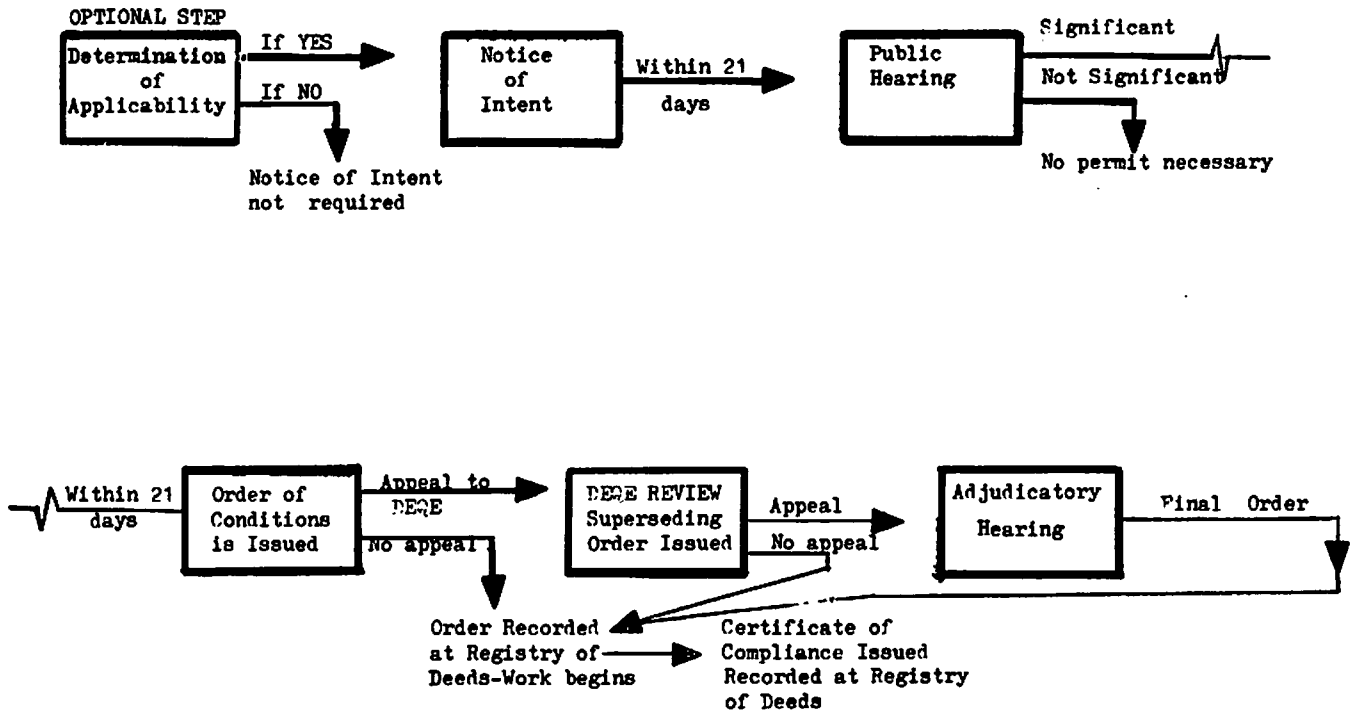 OPTIONAL STEP
Determination
of
Applicability
If YES
If NO
Notice of Intent
not required
Notice
of
Intent
Within 21
days
Public
Hearing
Significant
Not Significant
No permit necessary
Within 21
days
Order of
Conditions
is Issued
Appeal to
DEQE
No appeal
DEQE REVIEW
Superseding
Order Issued
Appeal
No appeal
Adjudicatory
Hearing
Final Order
Order Recorded
at Registry of
Deeds-Work begins
Certificate of
Compliance Issued
Recorded at Registry
of Deeds